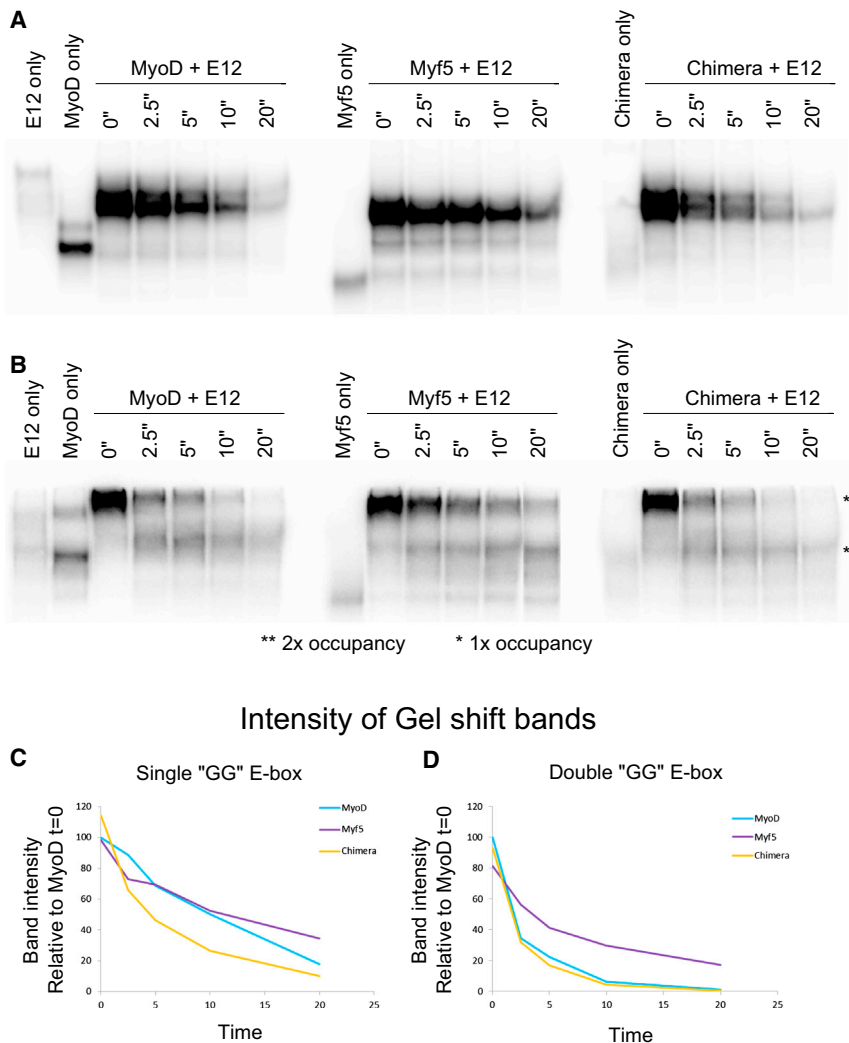 A
E12 only
MyoD only
MyoD + E12
0" 2.5" 5" 10" 20"
Myf5 only
Myf5 + E12
0" 2.5" 5" 10" 20"
Chimera only
Chimera + E12
0" 2.5" 5" 10" 20"
B
E12 only
MyoD only
MyoD + E12
0" 2.5" 5" 10" 20"
Myf5 only
Myf5 + E12
0" 2.5" 5" 10" 20"
Chimera only
Chimera + E12
0" 2.5" 5" 10" 20"
*
*
** 2x occupancy * 1x occupancy
Intensity of Gel shift bands
C
Single "GG" E-box
Band intensity
Relative to MyoD t=0
120
100
80
60
40
20
0
0 5 10 15 20 25
Time
MyoD
Myf5
Chimera
D
Double "GG" E-box
Band intensity
Relative to MyoD t=0
120
100
80
60
40
20
0
0 5 10 15 20 25
Time
MyoD
Myf5
Chimera